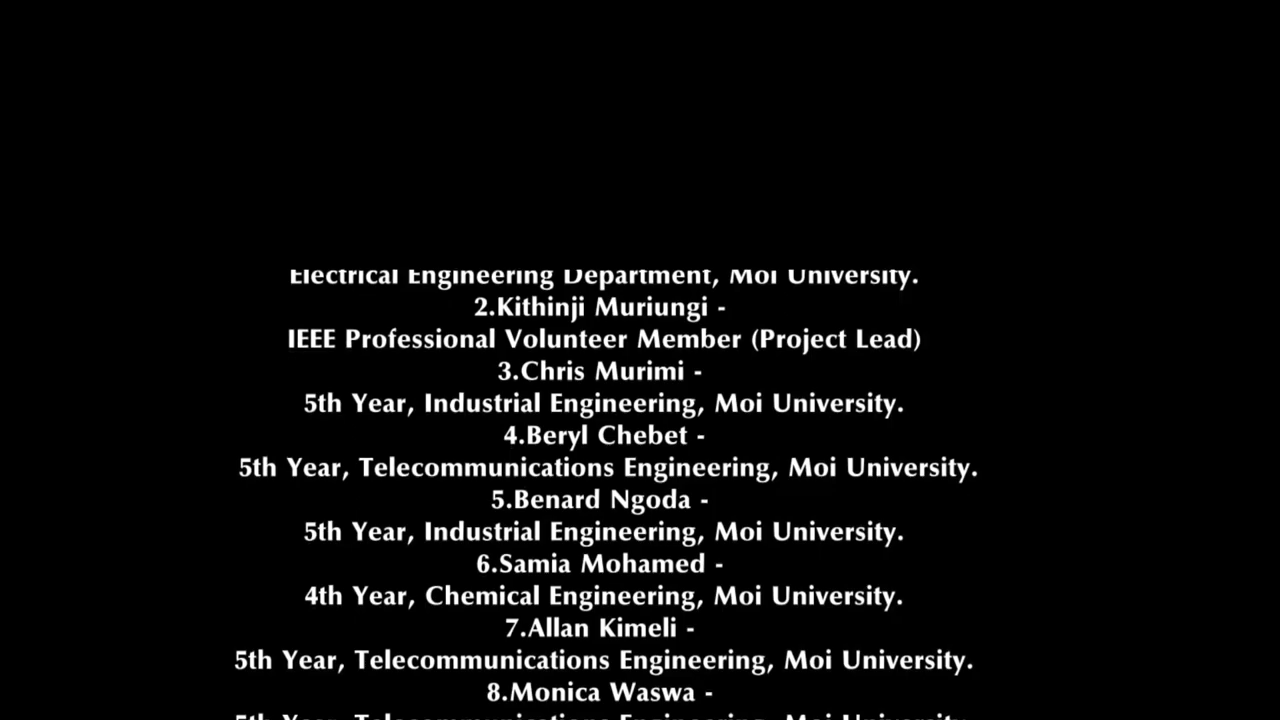 Electrical Engineering Department, Moi University.
2.Kithinji Muriungi -
IEEE Professional Volunteer Member (Project Lead)
3.Chris Murimi -
5th Year, Industrial Engineering, Moi University.
4.Beryl Chebet -
5th Year, Telecommunications Engineering, Moi University.
5.Benard Ngoda -
5th Year, Industrial Engineering, Moi University.
6.Samia Mohamed -
4th Year, Chemical Engineering, Moi University.
7.Allan Kimeli -
5th Year, Telecommunications Engineering, Moi University.
8.Monica Waswa -
5th Year, Telecommunications Engineering, Moi University.